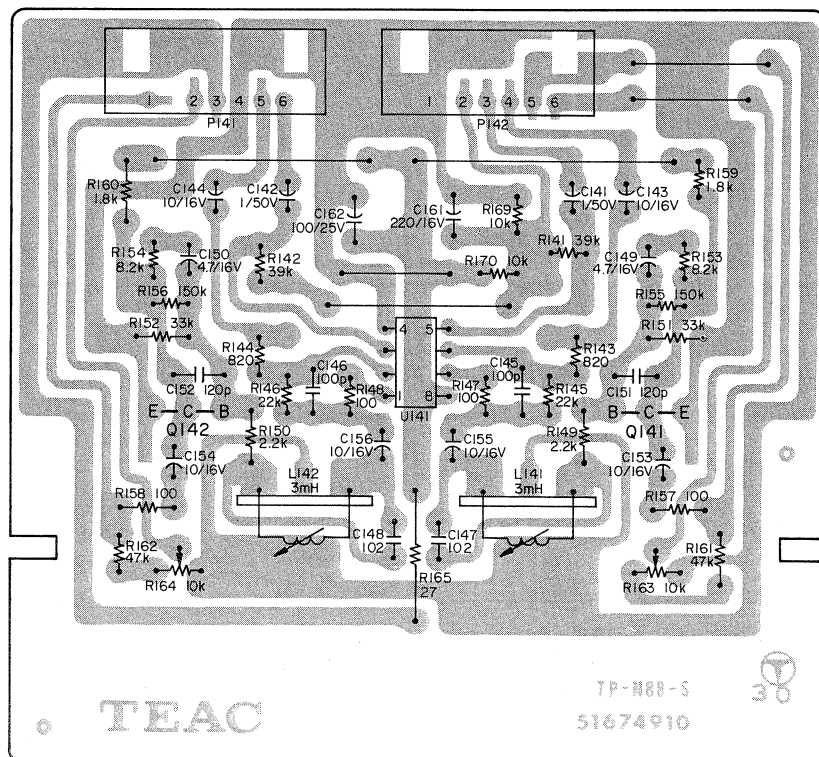 1 2 3 4 5 6
P141
1 2 3 4 5 6
P142
R160
1.8k
C144
10/16V
C142
1/50V
C162
100/25V
C161
220/16V
R169
10k
C141
1/50V
C143
10/16V
R159
1.8k
R154
8.2k
C150
4.7/16V
R142
39k
R141 39k
R170 10k
C149
4.7/16V
R153
8.2k
R156 150k
R155 150k
R152 33k
R151 33k
4 5
1 8
U141
R144
820
R143
820
C152 120p
R146
22k
C146
100p
R148
100
R147
100
C145
100p
R145
22k
C151 120p
E C B
Q142
B C E
Q141
R150
2.2k
R149
2.2k
C154
10/16V
C156
10/16V
C155
10/16V
C153
10/16V
L142
3mH
L141
3mH
R158 100
R157 100
C148
102
C147
102
R162
47k
R161
47k
R164 10k
R163 10k
R165
27
TEAC
TP-N88-S
51674910
30